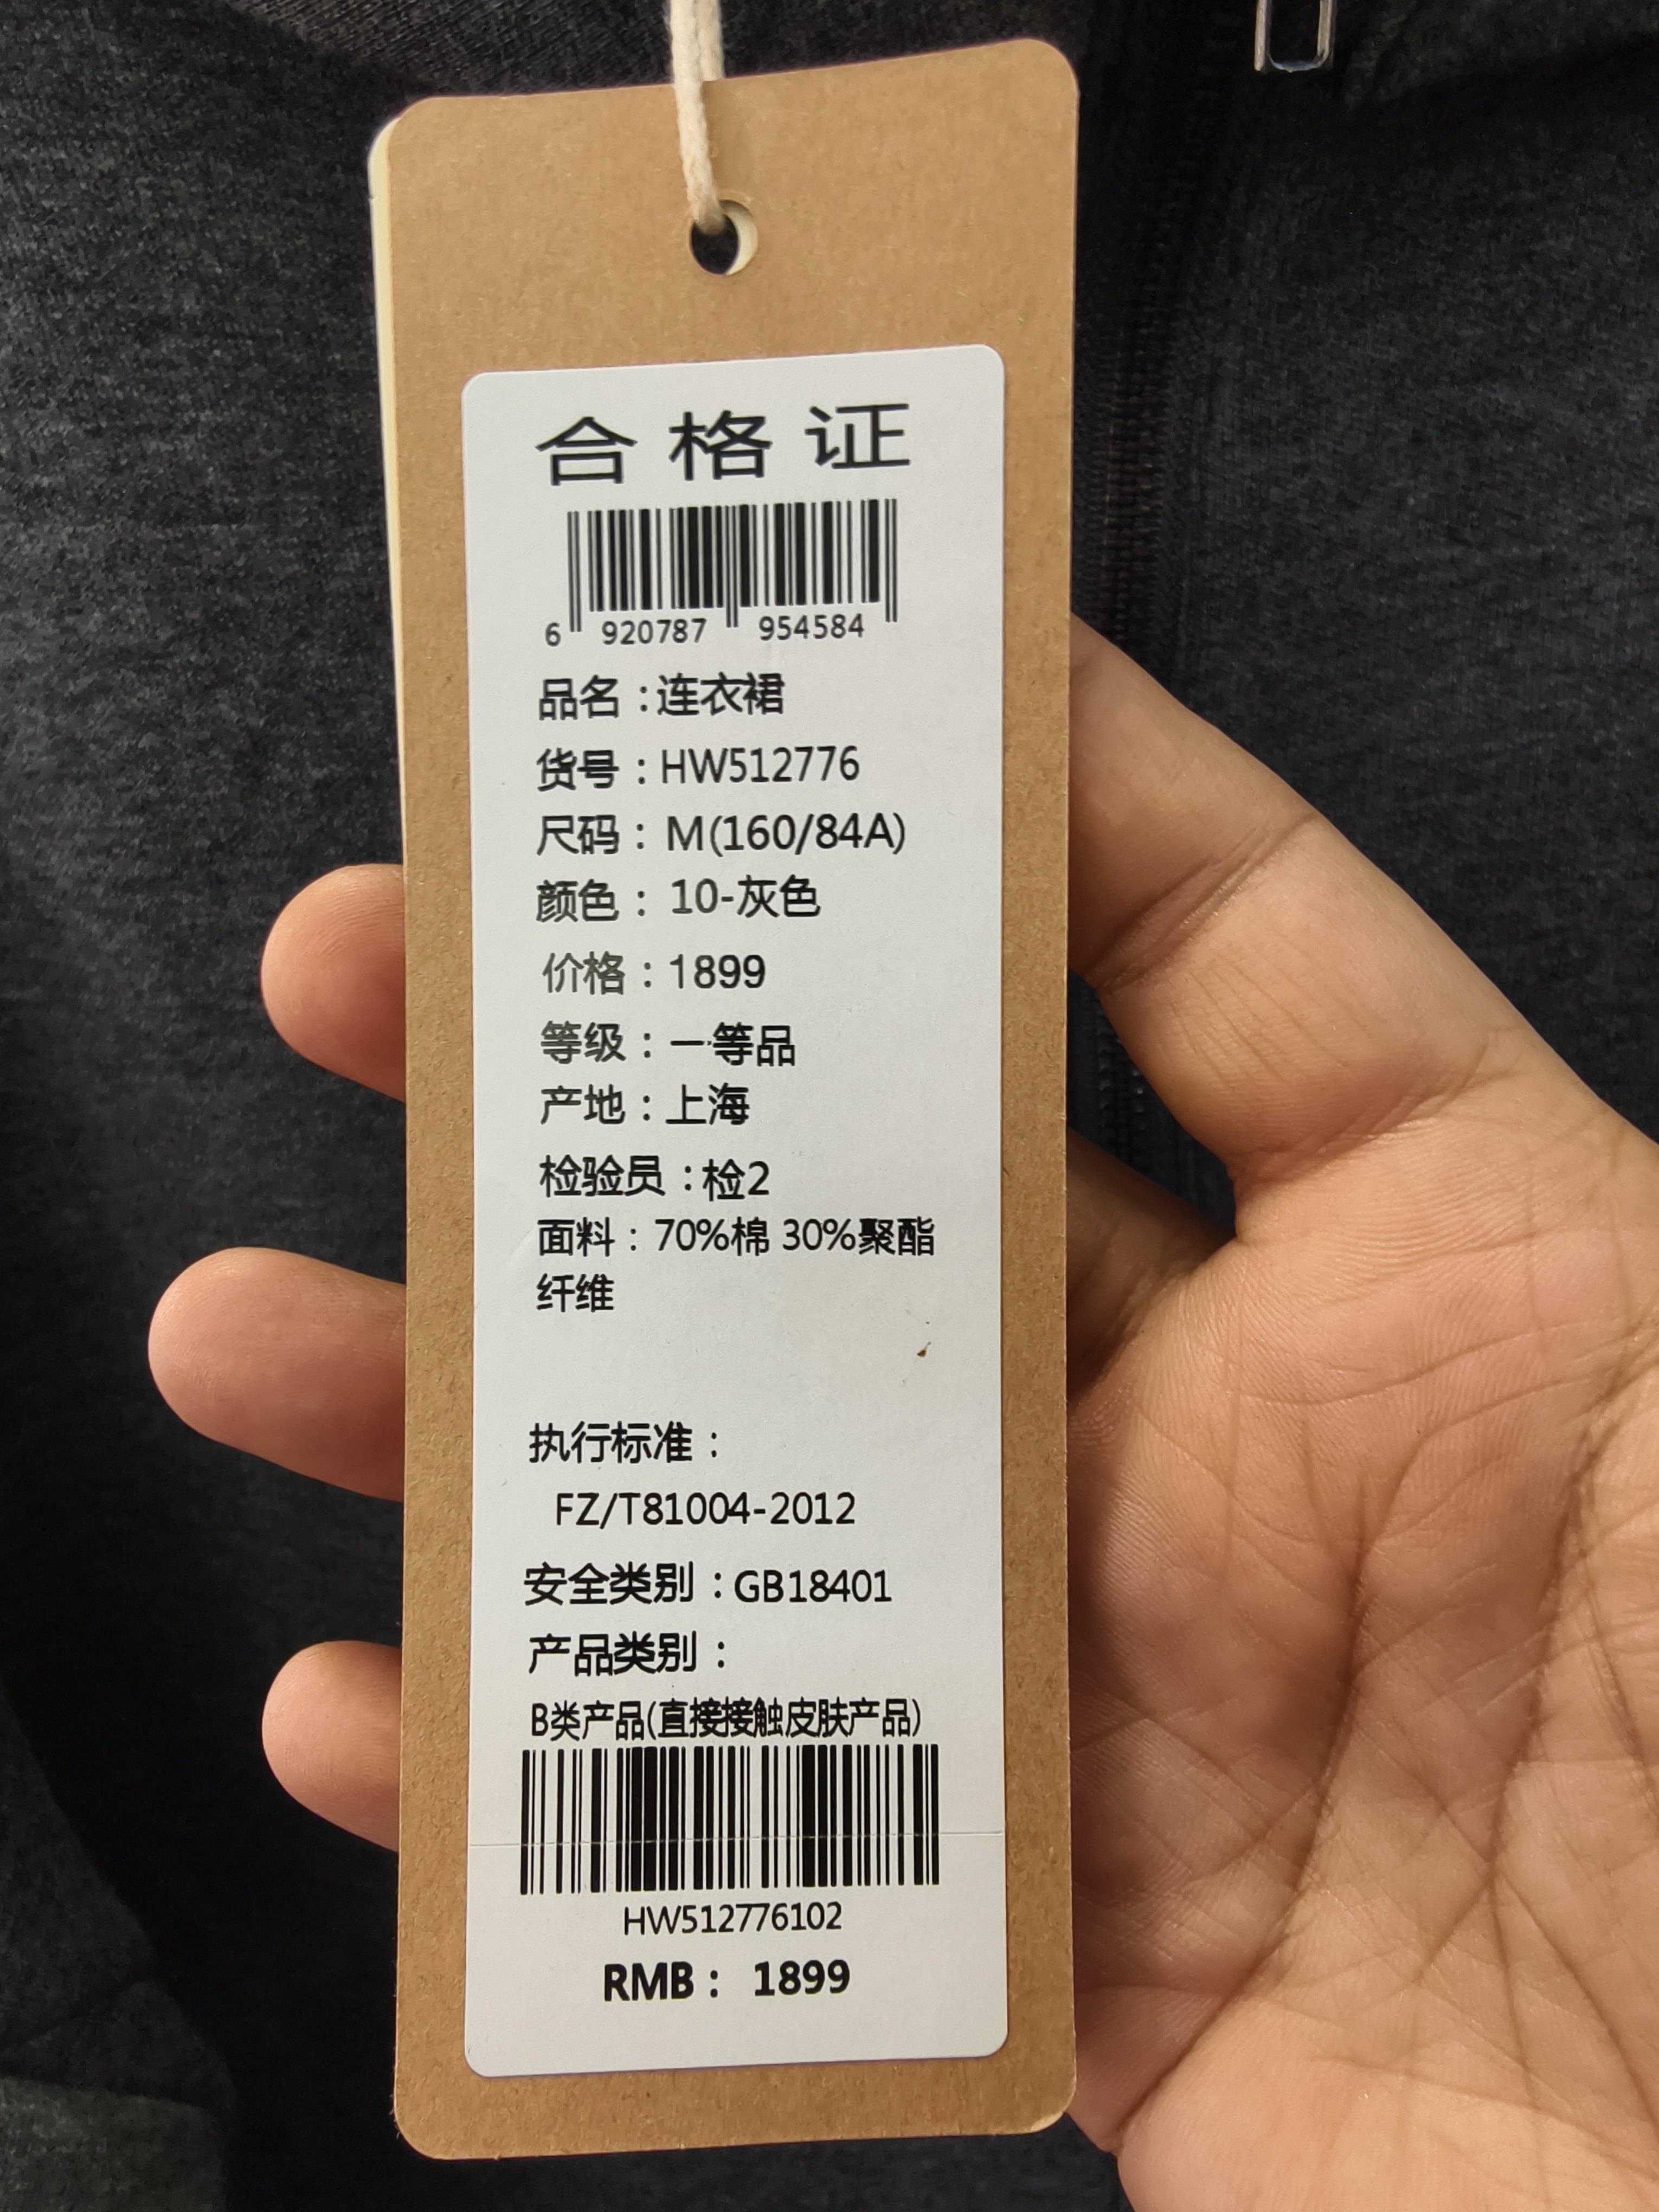 合格证
6 920787 954584
品名：连衣裙
货号：HW512776
尺码：M(160/84A)
颜色：10-灰色
价格：1899
等级：一等品
产地：上海
检验员：检2
面料：70%棉 30%聚酯
纤维
执行标准：
FZ/T81004-2012
安全类别：GB18401
产品类别：
B类产品(直接接触皮肤产品)
HW512776102
RMB： 1899